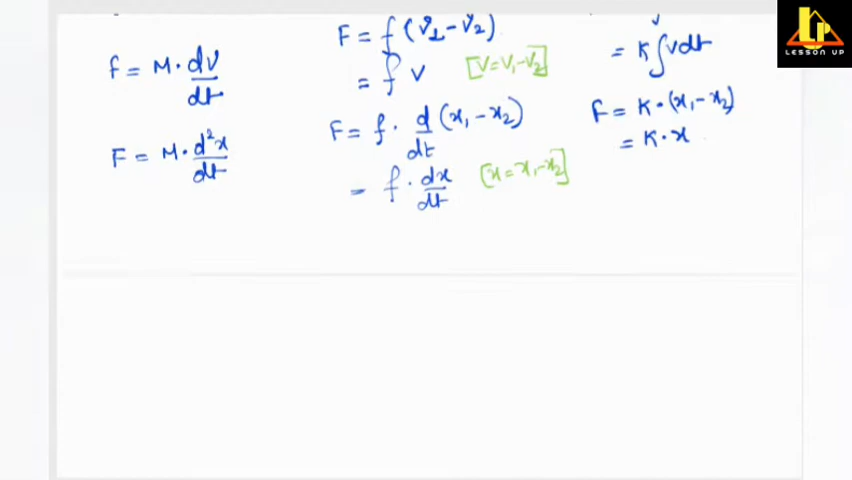 f = M · dv/dt
F = M · d²x/dt
F = f (v₁ - v₂)
= f v [v = v₁ - v₂]
F = f · d/dt (x₁ - x₂)
= f · dx/dt [x = x₁ - x₂]
= K ∫ v dt
F = K · (x₁ - x₂)
= K · x
LESSON UP